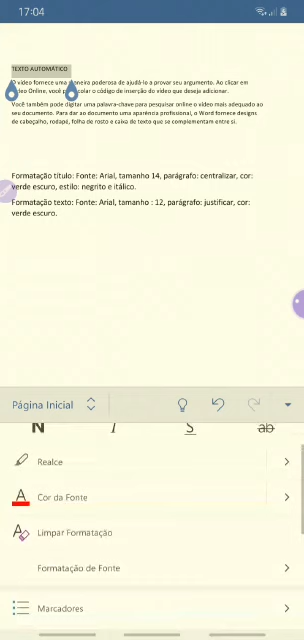 17:04
TEXTO AUTOMÁTICO
O vídeo fornece uma maneira poderosa de ajudá-lo a provar seu argumento. Ao clicar em
Online, você colar o código de inserção do vídeo que deseja adicionar.
Você também pode digitar uma palavra-chave para pesquisar online o vídeo mais adequado ao
seu documento. Para dar ao documento uma aparência profissional, o Word fornece designs
de cabeçalho, rodapé, folha de rosto e caixa de texto que se complementam entre si.
Formatação título: Fonte: Arial, tamanho 14, parágrafo: centralizar, cor:
verde escuro, estilo: negrito e itálico.
Formatação texto: Fonte: Arial, tamanho : 12, parágrafo: justificar, cor:
verde escuro.
Página Inicial
N I S ab
Realce
A Cor da Fonte
A Limpar Formatação
Formatação de Fonte
Marcadores